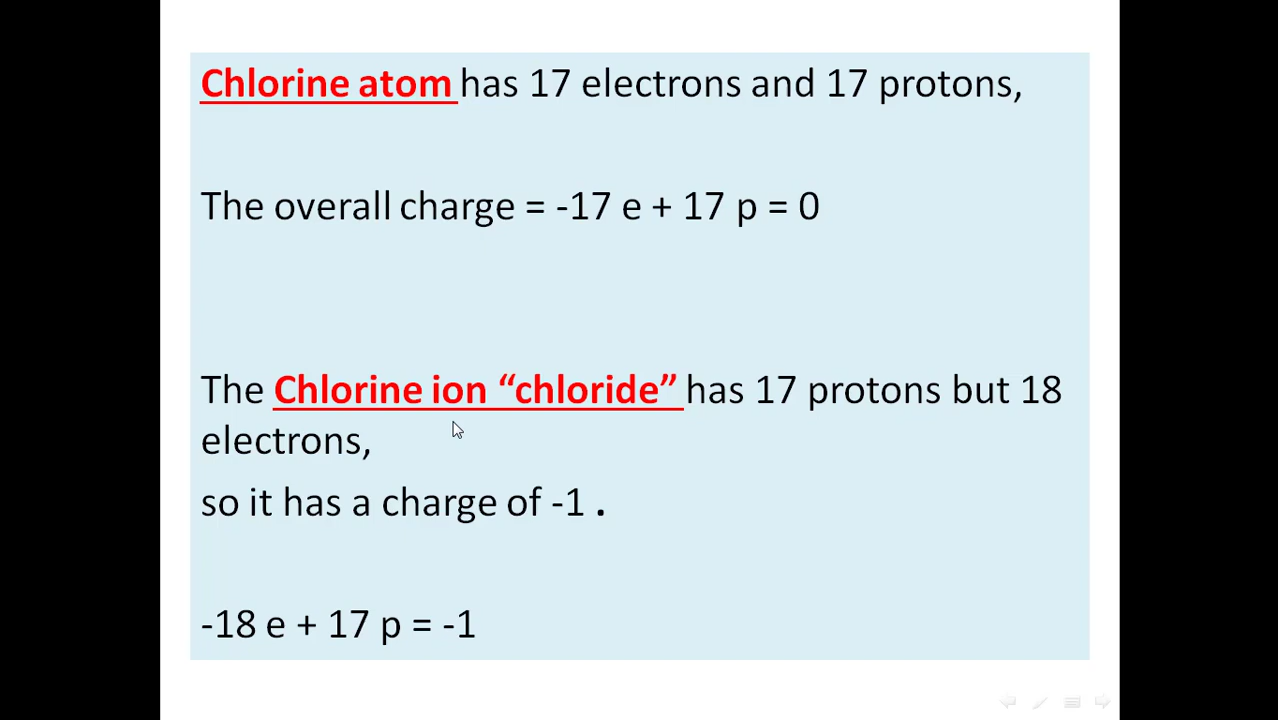 Chlorine atom has 17 electrons and 17 protons,
The overall charge = -17 e + 17 p = 0
The Chlorine ion “chloride” has 17 protons but 18
electrons,
so it has a charge of -1 .
-18 e + 17 p = -1